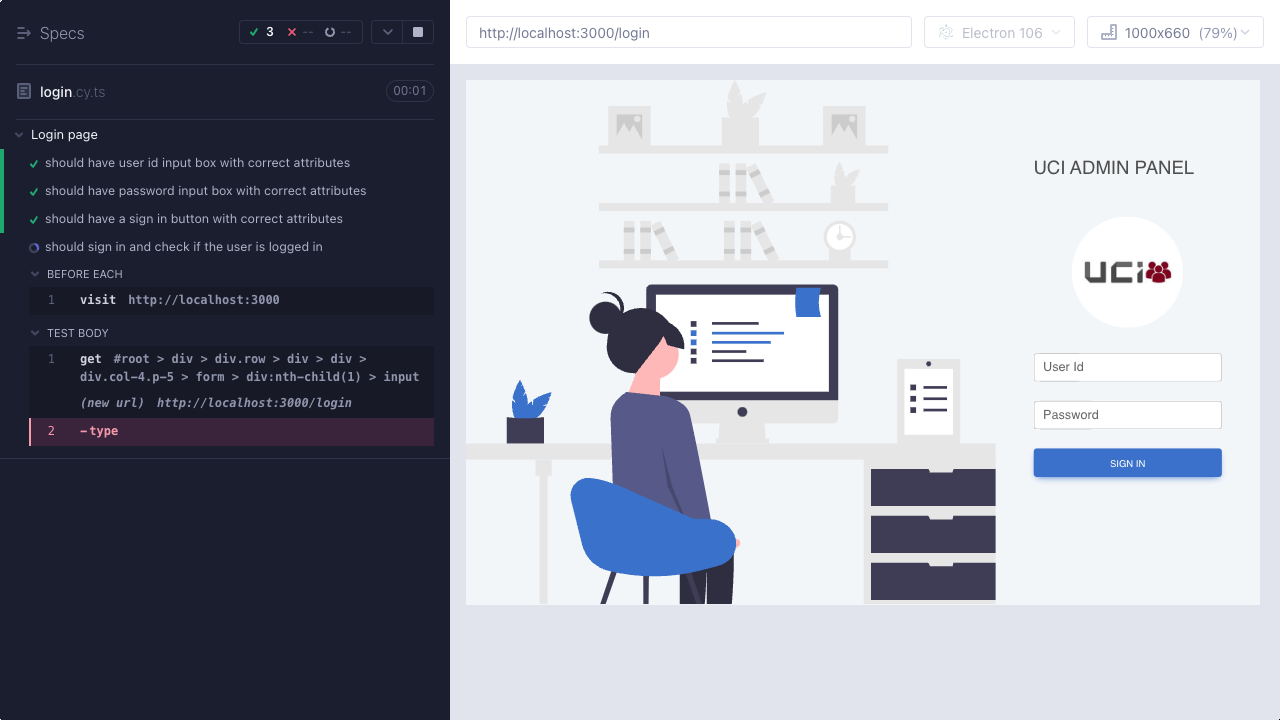 Specs
3 -- --
login.cy.ts
00:01
Login page
should have user id input box with correct attributes
should have password input box with correct attributes
should have a sign in button with correct attributes
should sign in and check if the user is logged in
BEFORE EACH
1 visit http://localhost:3000
TEST BODY
1 get #root > div > div.row > div > div >
div.col-4.p-5 > form > div:nth-child(1) > input
(new url) http://localhost:3000/login
2 -type
http://localhost:3000/login
Electron 106
1000x660 (79%)
UCI ADMIN PANEL
UCi
User Id
Password
SIGN IN